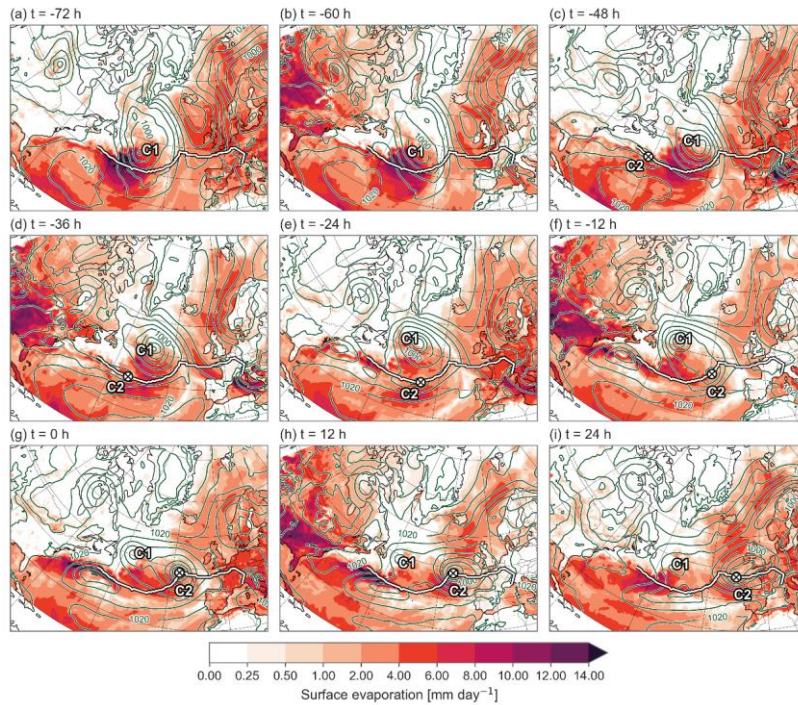 (a) t = -72 h
(b) t = -60 h
(c) t = -48 h
1000
1000
C1
C1
C1
C2
1020
1020
1020
(d) t = -36 h
(e) t = -24 h
(f) t = -12 h
C1
C1
C1
C2
C2
C2
1020
1020
1020
(g) t = 0 h
(h) t = 12 h
(i) t = 24 h
1020
1020
1020
1000
C1
C1
C1
C2
C2
C2
1020
1020
1020
0.00 0.25 0.50 1.00 2.00 4.00 6.00 8.00 10.00 12.00 14.00
Surface evaporation [mm day⁻¹]